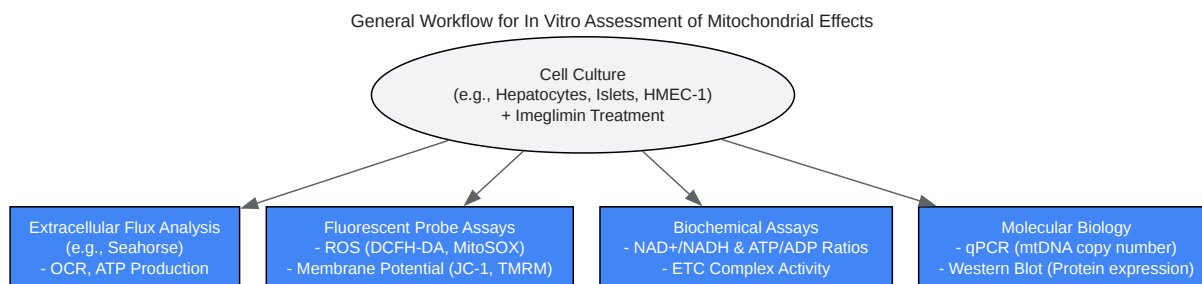 General Workflow for In Vitro Assessment of Mitochondrial Effects
Cell Culture
(e.g., Hepatocytes, Islets, HMEC-1)
+ Imeglimin Treatment
Extracellular Flux Analysis
(e.g., Seahorse)
- OCR, ATP Production
Fluorescent Probe Assays
- ROS (DCFH-DA, MitoSOX)
- Membrane Potential (JC-1, TMRM)
Biochemical Assays
- NAD+/NADH & ATP/ADP Ratios
- ETC Complex Activity
Molecular Biology
- qPCR (mtDNA copy number)
- Western Blot (Protein expression)